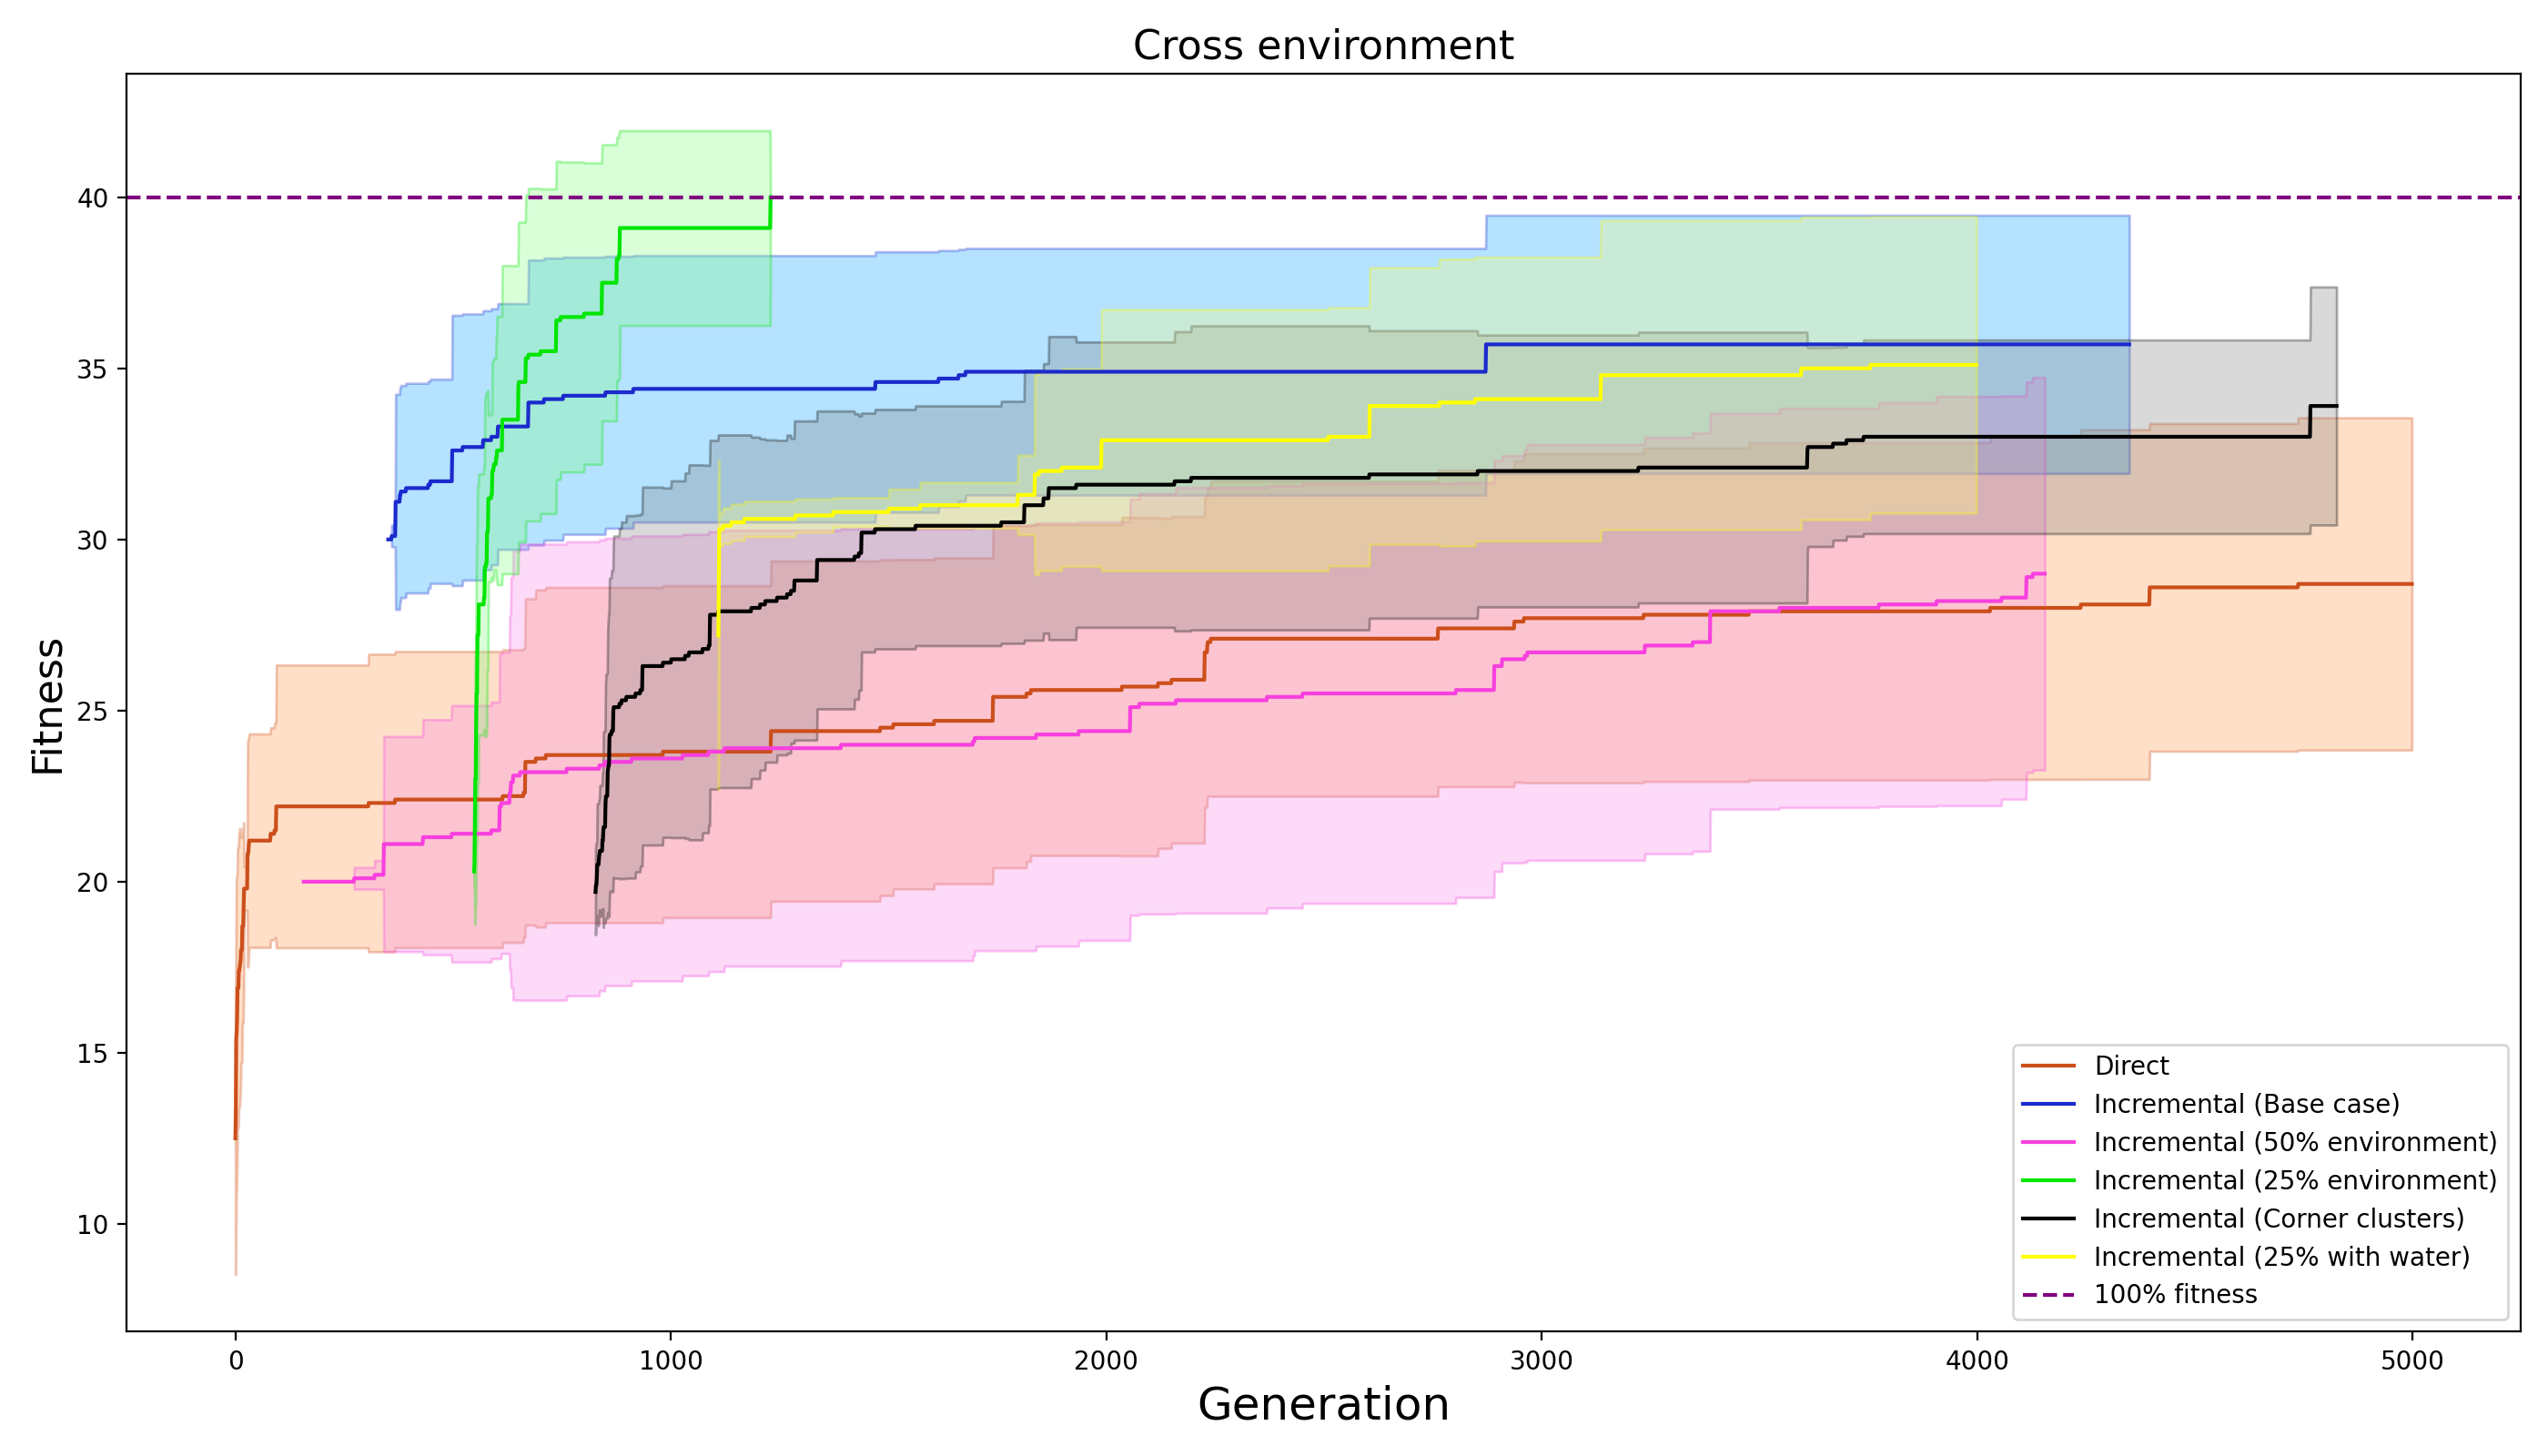 Cross environment
Fitness
40
35
30
25
20
15
10
0
1000
2000
3000
4000
5000
Generation
Direct
Incremental (Base case)
Incremental (50% environment)
Incremental (25% environment)
Incremental (Corner clusters)
Incremental (25% with water)
100% fitness